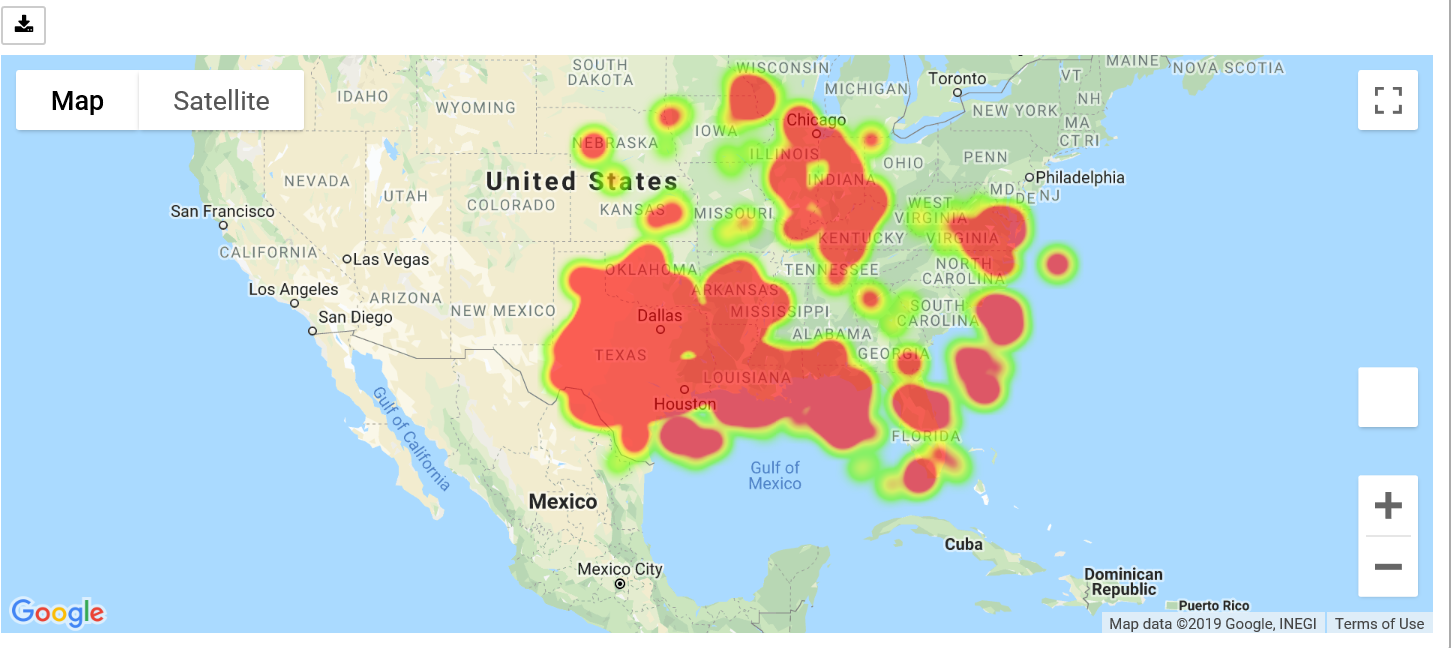 Map
Satellite
SOUTH
DAKOTA
WISCONSIN
MAINE
NOVA SCOTIA
Toronto
VT
IDAHO
WYOMING
MICHIGAN
NH
NEW YORK
Chicago
MA
IOWA
CT RI
NEBRASKA
ILLINOIS
OHIO
PENN
NEVADA
United States
INDIANA
Philadelphia
UTAH
COLORADO
MD
DE
NJ
San Francisco
KANSAS
MISSOURI
WEST
VIRGINIA
CALIFORNIA
KENTUCKY
VIRGINIA
Las Vegas
OKLAHOMA
TENNESSEE
NORTH
CAROLINA
Los Angeles
ARIZONA
NEW MEXICO
ARKANSAS
San Diego
Dallas
MISSISSIPPI
SOUTH
CAROLINA
ALABAMA
TEXAS
GEORGIA
LOUISIANA
Houston
Gulf of California
FLORIDA
Gulf of
Mexico
Mexico
Cuba
Mexico City
Dominican
Republic
Puerto Rico
Google
Map data ©2019 Google, INEGI
Terms of Use